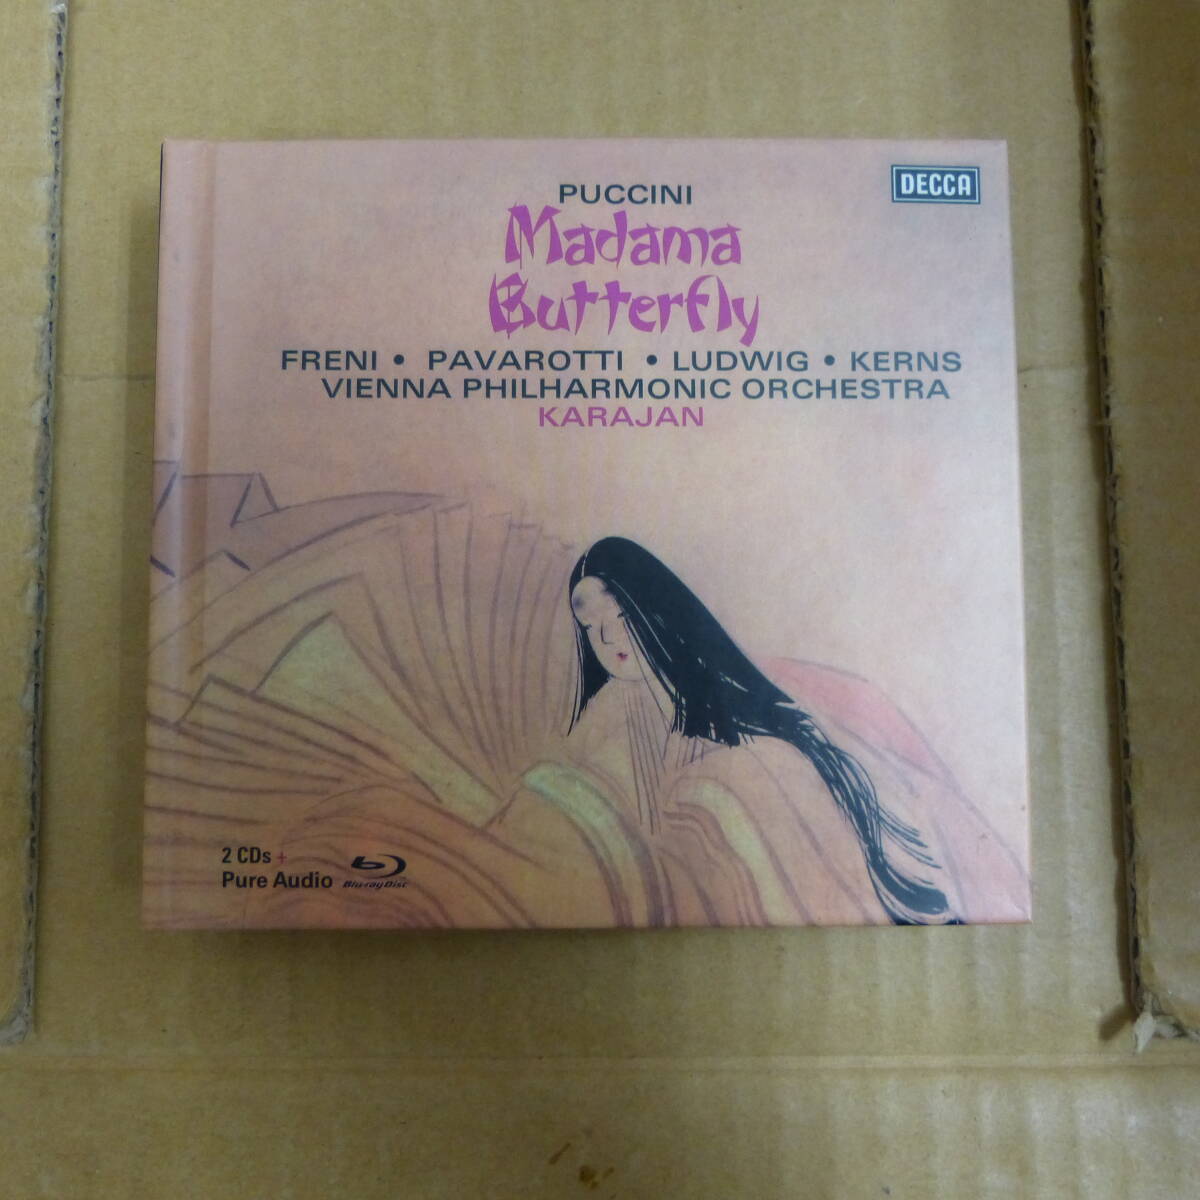 DECCA
PUCCINI
Madama
Butterfly
FRENI • PAVAROTTI • LUDWIG • KERNS
VIENNA PHILHARMONIC ORCHESTRA
KARAJAN
2 CDs +
Pure Audio
Blu-ray Disc